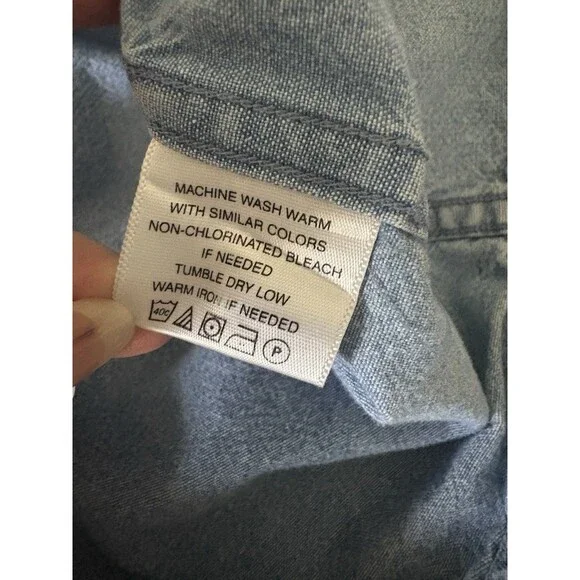 MACHINE WASH WARM
WITH SIMILAR COLORS
NON-CHLORINATED BLEACH
IF NEEDED
TUMBLE DRY LOW
WARM IRON IF NEEDED
40C P